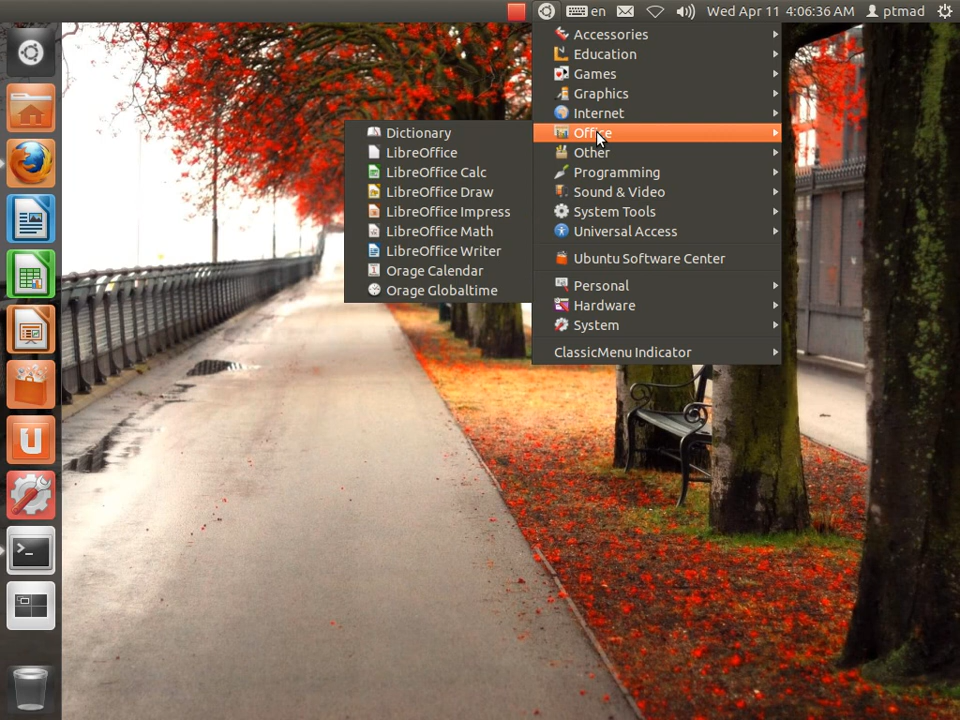 en Wed Apr 11 4:06:36 AM ptmad
Accessories
Education
Games
Graphics
Internet
Office
Other
Programming
Sound & Video
System Tools
Universal Access
Ubuntu Software Center
Personal
Hardware
System
ClassicMenu Indicator
Dictionary
LibreOffice
LibreOffice Calc
LibreOffice Draw
LibreOffice Impress
LibreOffice Math
LibreOffice Writer
Orage Calendar
Orage Globaltime
U
>_